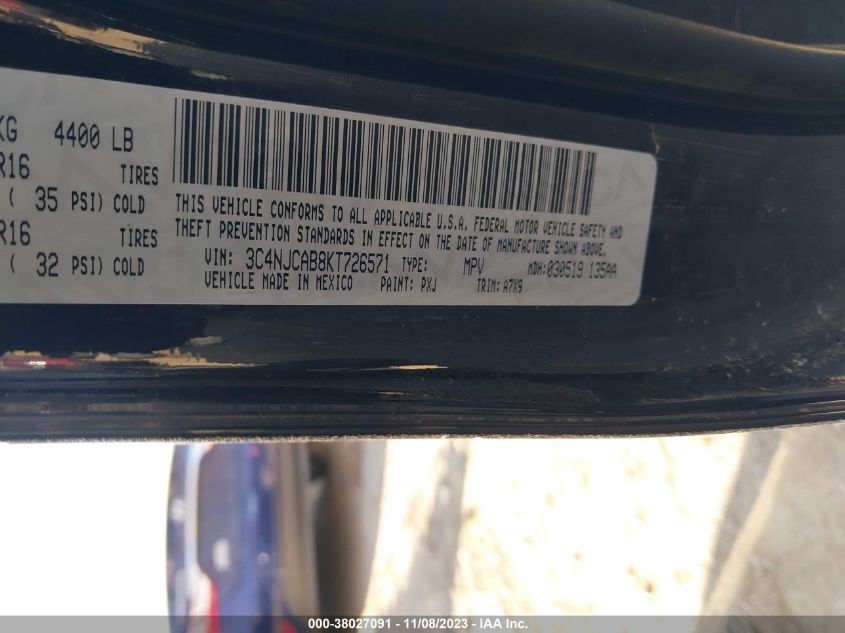 KG 4400 LB
R16 TIRES
( 35 PSI) COLD
R16 TIRES
( 32 PSI) COLD
THIS VEHICLE CONFORMS TO ALL APPLICABLE U.S.A. FEDERAL MOTOR VEHICLE SAFETY AND
THEFT PREVENTION STANDARDS IN EFFECT ON THE DATE OF MANUFACTURE SHOWN ABOVE.
VIN: 3C4NJCAB8KT726571 TYPE: MPV MDH: 030519 135AA
VEHICLE MADE IN MEXICO PAINT: PXJ TRIM: A7X9
000-38027091 - 11/08/2023 - IAA Inc.